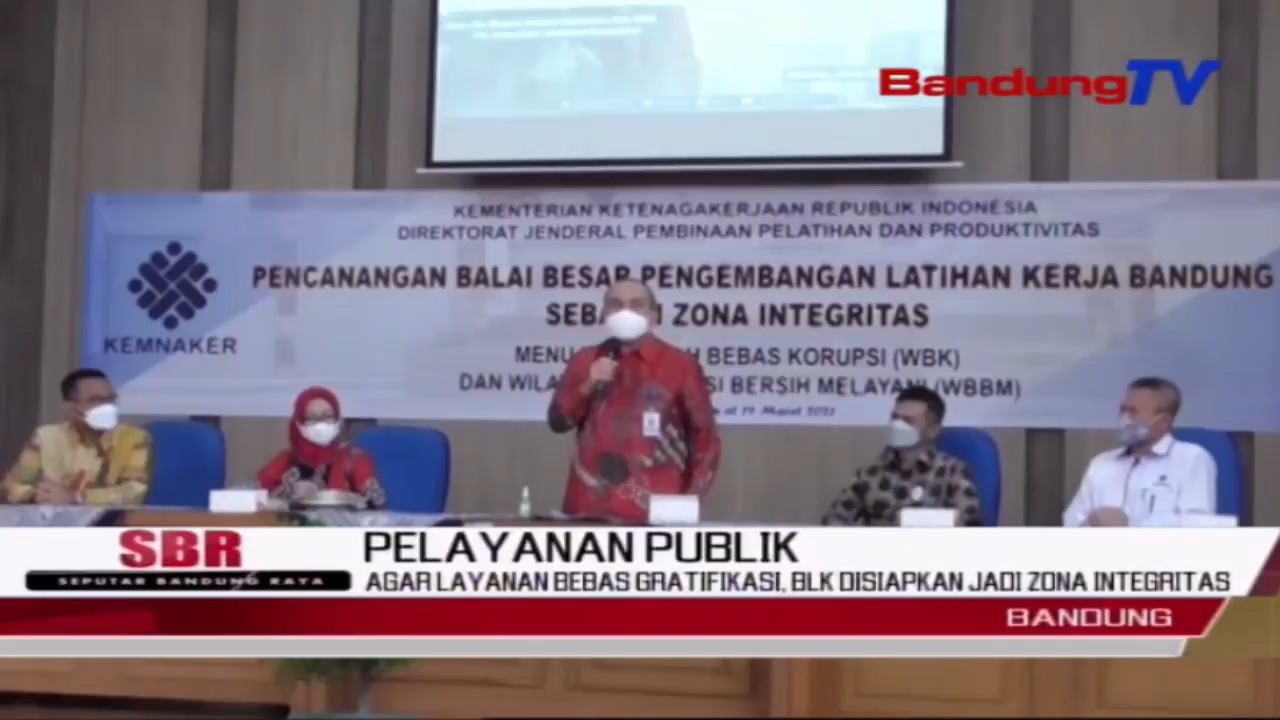 BandungTV
KEMENTERIAN KETENAGAKERJAAN REPUBLIK INDONESIA
DIREKTORAT JENDERAL PEMBINAAN PELATIHAN DAN PRODUKTIVITAS
PENCANANGAN BALAI BESAR PENGEMBANGAN LATIHAN KERJA BANDUNG
ZONA INTEGRITAS
KEMNAKER
BEBAS KORUPSI (WBK)
DAN BERSIH MELAYANI (WBBM)
SBR
SEPUTAR BANDUNG RAYA
PELAYANAN PUBLIK
AGAR LAYANAN BEBAS GRATIFIKASI, BLK DISIAPKAN JADI ZONA INTEGRITAS
BANDUNG